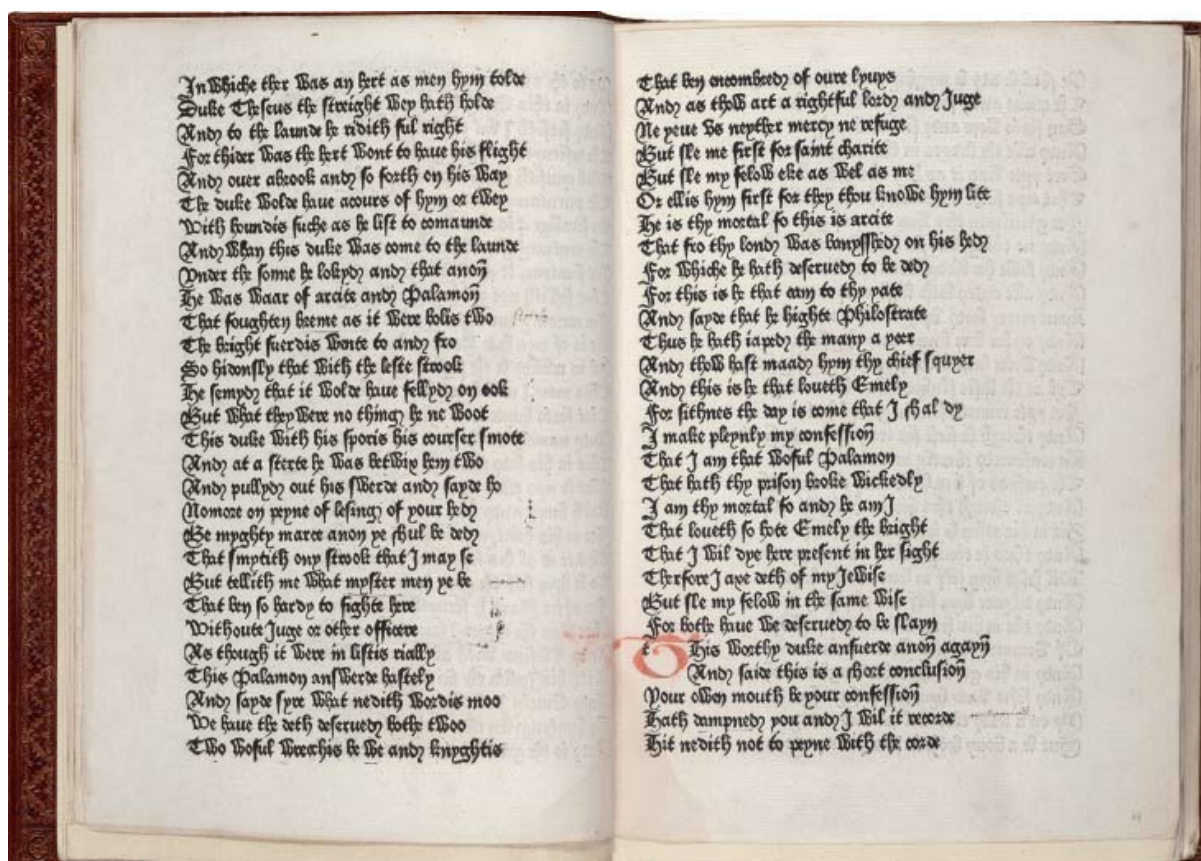 In Whiche ther Was an hert as men hym tolde
Duke Theseus the streight Wey hath holde
And to the launde he ridith ful right
For thider Was the hert Wont to have his flight
And over abrook and so forth on his Way
The duke Wolde have acours of hym or twey
With houndis suche as he list to comaunde
And Whan this duke Was come to the launde
Vnder the sonne he lokyd and that anon̄
He Was Waar of arcite and Palamon̄
That foughten breme as it Were bolis two
The bright suerdis Wente to and fro
So hidously that With the leste strook
He semyd that it Wolde have fellyd on ook
But What they Were no thing he ne Woot
This duke With his sporis his courser smote
And at a sterte he Was betwix hem two
And pullyd out his sWerde and sayde ho
Nomore on peyne of lesing of your hed
Be myghty marce anon ye shul be ded
That smytith ony strook that I may se
But tellith me What myster men ye be
That ben so hardy to fighte here
Withoute Juge or other officere
As though it Were in listis rially
This Palamon ansWerde hastely
And sayde syre What nedith Wordis moo
We have the deth deserved bothe twoo
Two Woful Wrecchis be We and knyghtis
That ben encombred of oure lyuys
And as thow art a rightful lord and Juge
Ne yeue Vs neyther mercy ne refuge
But sle me first for saint charite
But sle my felow eke as Wel as me
Or ellis hym first for they thou knowe hym lite
He is thy mortal fo this is arcite
That fro thy lond Was banysshed on his hed
For Whiche he hath deserued to be ded
For this is he that cam to thy yate
And sayde that he highte Philostrate
Thus he hath iaped the many a yeer
And thow hast maad hym thy chief squyer
And this is he that loueth Emely
For sithnes the day is come that I shal dy
I make pleynly my confession̄
That I am that Woful Palamon
That hath thy prison broke Wickedly
I am thy mortal fo and he am I
That loueth so hote Emely the bright
That I Wil dye here present in her sight
Therfore I axe deth of my JeWise
But sle my felow in the same Wise
For bothe haue We deserued to be slayn
t This Worthy duke ansuerde anon̄ agayn̄
And saide this is a short conclusion̄
Your owen mouth be your confession̄
Hath dampned you and I Wil it recorde
Hit nedith not to peyne With the corde